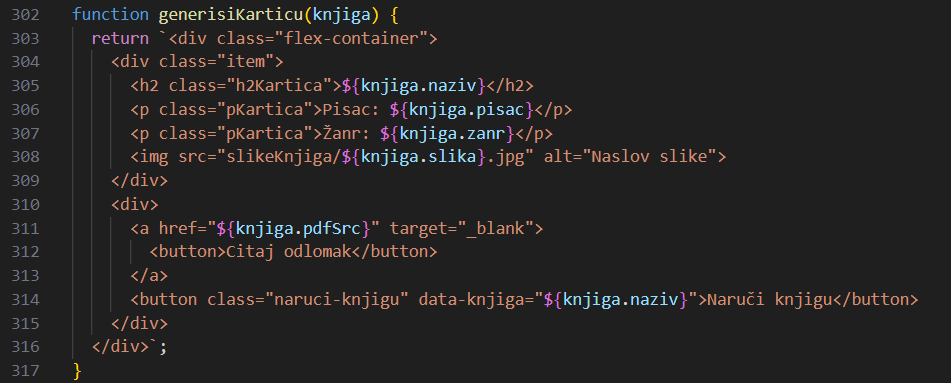 302 function generisiKarticu(knjiga) {
303   return `<div class="flex-container">
304     <div class="item">
305       <h2 class="h2Kartica">${knjiga.naziv}</h2>
306       <p class="pKartica">Pisac: ${knjiga.pisac}</p>
307       <p class="pKartica">Žanr: ${knjiga.zanr}</p>
308       <img src="slikeKnjiga/${knjiga.slika}.jpg" alt="Naslov slike">
309     </div>
310     <div>
311       <a href="${knjiga.pdfSrc}" target="_blank">
312         <button>Citaj odlomak</button>
313       </a>
314       <button class="naruci-knjigu" data-knjiga="${knjiga.naziv}">Naruči knjigu</button>
315     </div>
316   </div>`;
317 }